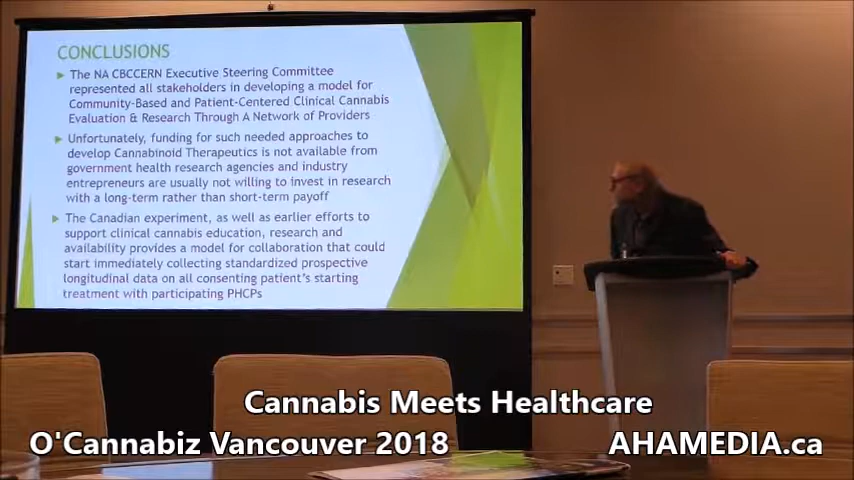 CONCLUSIONS
THE NA CBCCERN EXECUTIVE STEERING COMMITTEE
REPRESENTED ALL STAKEHOLDERS IN DEVELOPING A MODEL FOR
COMMUNITY-BASED AND PATIENT-CENTERED CLINICAL CANNABIS
EVALUATION & RESEARCH THROUGH A NETWORK OF PROVIDERS
UNFORTUNATELY, FUNDING FOR SUCH NEEDED APPROACHES TO
DEVELOP CANNABINOID THERAPEUTICS IS NOT AVAILABLE FROM
GOVERNMENT HEALTH RESEARCH AGENCIES AND INDUSTRY
ENTREPRENEURS ARE USUALLY NOT WILLING TO INVEST IN RESEARCH
WITH A LONG-TERM RATHER THAN SHORT-TERM PAYOFF
THE CANADIAN EXPERIMENT, AS WELL AS EARLIER EFFORTS TO
SUPPORT CLINICAL CANNABIS EDUCATION, RESEARCH AND
AVAILABILITY PROVIDES A MODEL FOR COLLABORATION THAT COULD
START IMMEDIATELY COLLECTING STANDARDIZED PROSPECTIVE
LONGITUDINAL DATA ON ALL CONSENTING PATIENT'S STARTING
TREATMENT WITH PARTICIPATING PHCPS
Cannabis Meets Healthcare
O'Cannabiz Vancouver 2018
AHAMEDIA.ca